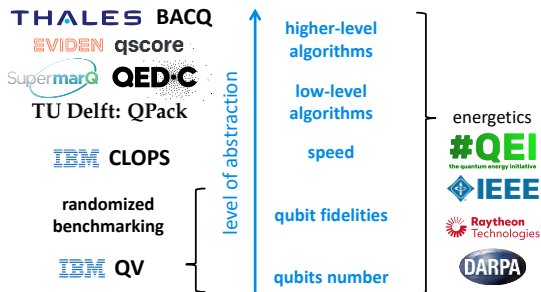 THALES BACQ
EVIDEN qscore
SupermarQ QED·C
TU Delft: QPack
IBM CLOPS
randomized
benchmarking
IBM QV
level of abstraction
higher-level
algorithms
low-level
algorithms
speed
qubit fidelities
qubits number
energetics
#QEI
the quantum energy initiative
IEEE
Raytheon
Technologies
DARPA